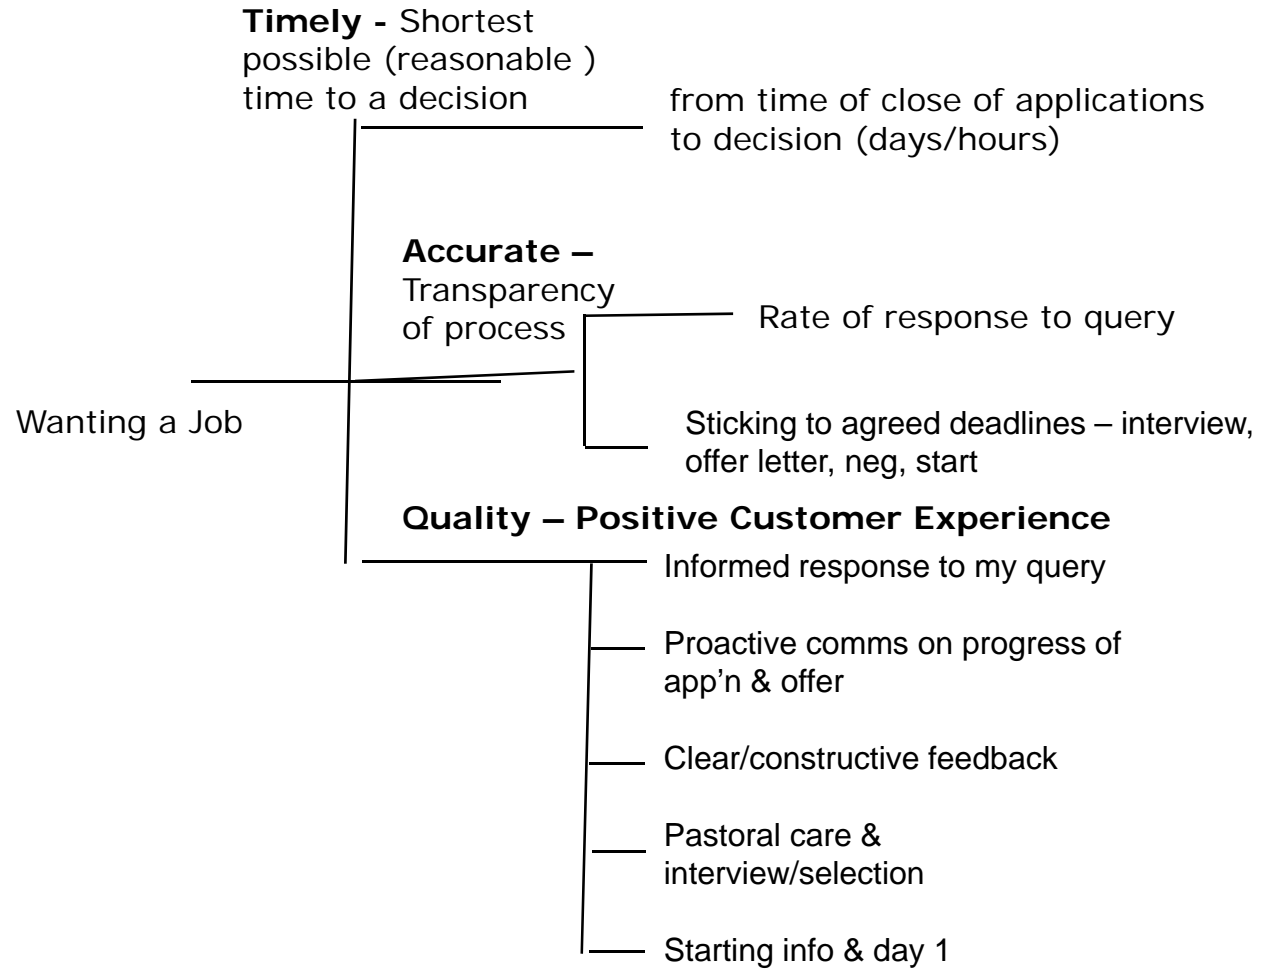 Timely - Shortest
possible (reasonable )
time to a decision
from time of close of applications
to decision (days/hours)
Accurate –
Transparency
of process
Rate of response to query
Wanting a Job
Sticking to agreed deadlines – interview,
offer letter, neg, start
Quality – Positive Customer Experience
Informed response to my query
Proactive comms on progress of
app’n & offer
Clear/constructive feedback
Pastoral care &
interview/selection
Starting info & day 1